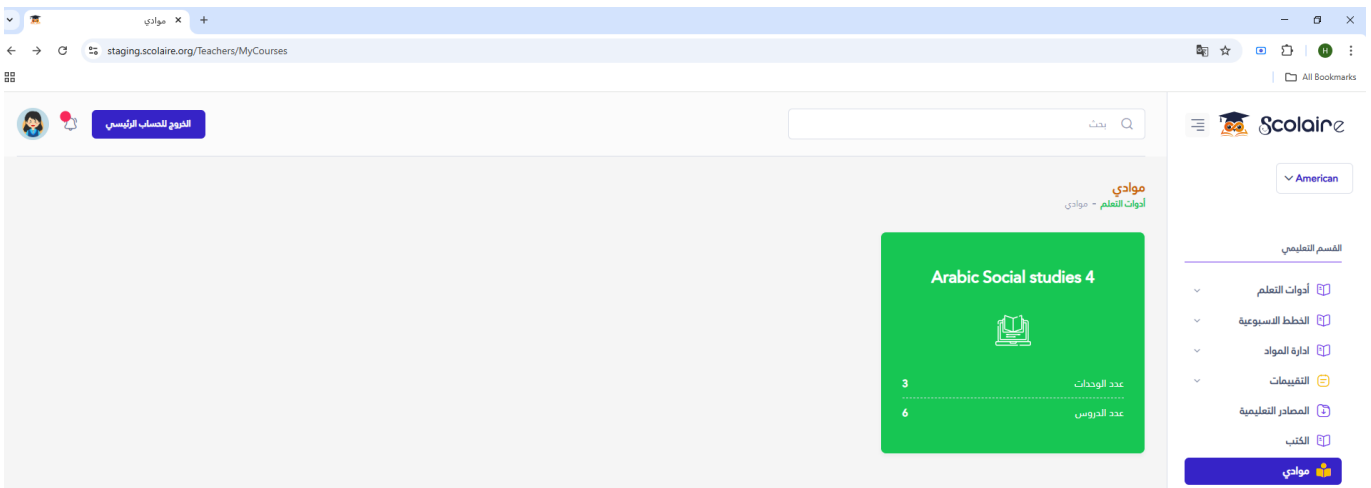 موادي
staging.scolaire.org/Teachers/MyCourses
H
All Bookmarks
Scolaire
بحث
الخروج للحساب الرئيسي
American
موادي
أدوات التعلم - موادي
Arabic Social studies 4
عدد الوحدات 3
عدد الدروس 6
القسم التعليمي
أدوات التعلم
الخطط الاسبوعية
ادارة المواد
التقييمات
المصادر التعليمية
الكتب
موادي